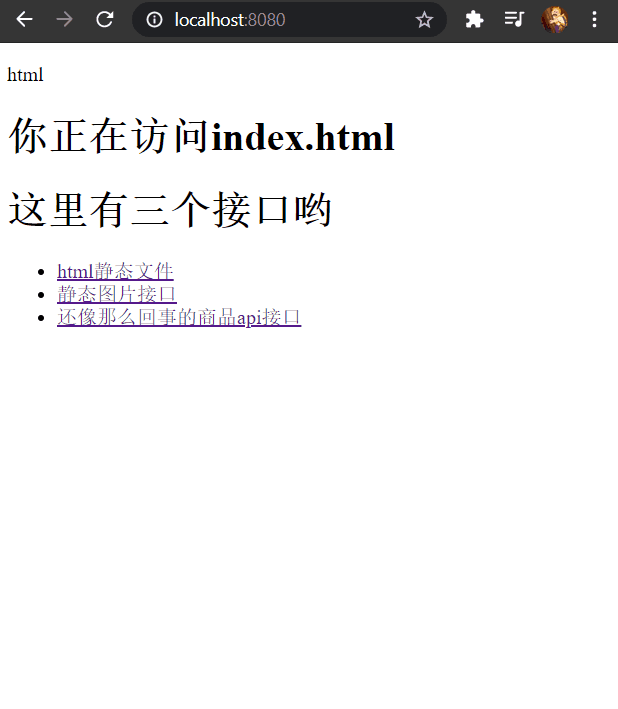 localhost:8080
html
你正在访问index.html
这里有三个接口哟
html静态文件
静态图片接口
还像那么回事的商品api接口